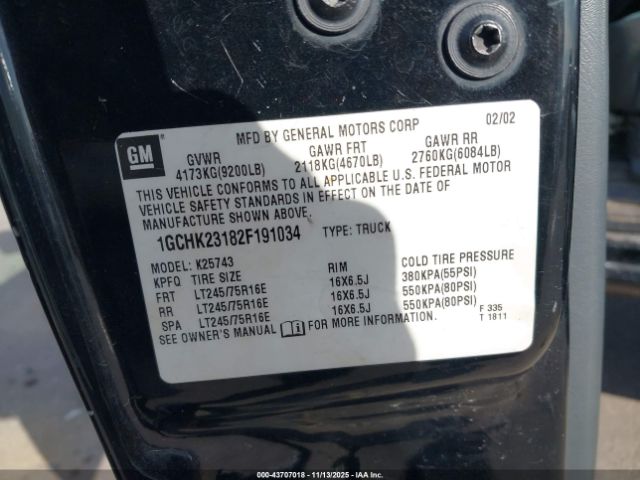 MFD BY GENERAL MOTORS CORP 02/02
GM
GVWR GAWR FRT GAWR RR
4173KG(9200LB) 2118KG(4670LB) 2760KG(6084LB)
THIS VEHICLE CONFORMS TO ALL APPLICABLE U.S. FEDERAL MOTOR
VEHICLE SAFETY STANDARDS IN EFFECT ON THE DATE OF
MANUFACTURE SHOWN ABOVE.
1GCHK23182F191034 TYPE: TRUCK
MODEL: K25743
KPFQ TIRE SIZE RIM COLD TIRE PRESSURE
FRT LT245/75R16E 16X6.5J 380KPA(55PSI)
RR LT245/75R16E 16X6.5J 550KPA(80PSI)
SPA LT245/75R16E 16X6.5J 550KPA(80PSI)
SEE OWNER'S MANUAL FOR MORE INFORMATION.
F 335
T 1811
000-43707018 | 11/13/2025 | IAAI.com